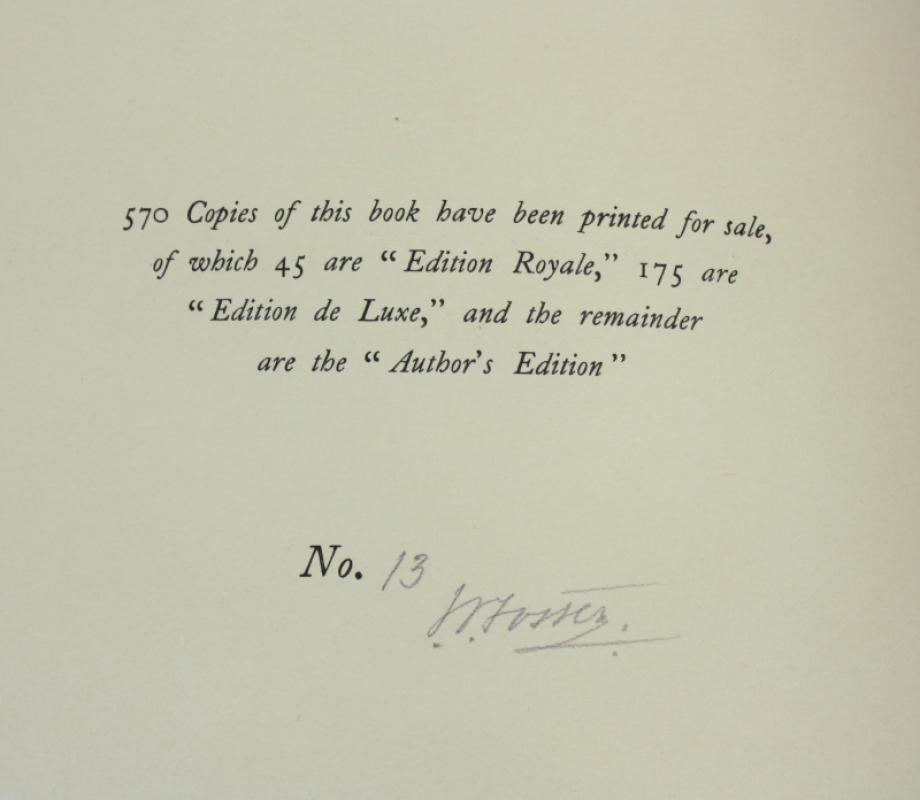 570 Copies of this book have been printed for sale,
of which 45 are “Edition Royale,” 175 are
“Edition de Luxe,” and the remainder
are the “Author's Edition”
No. 13